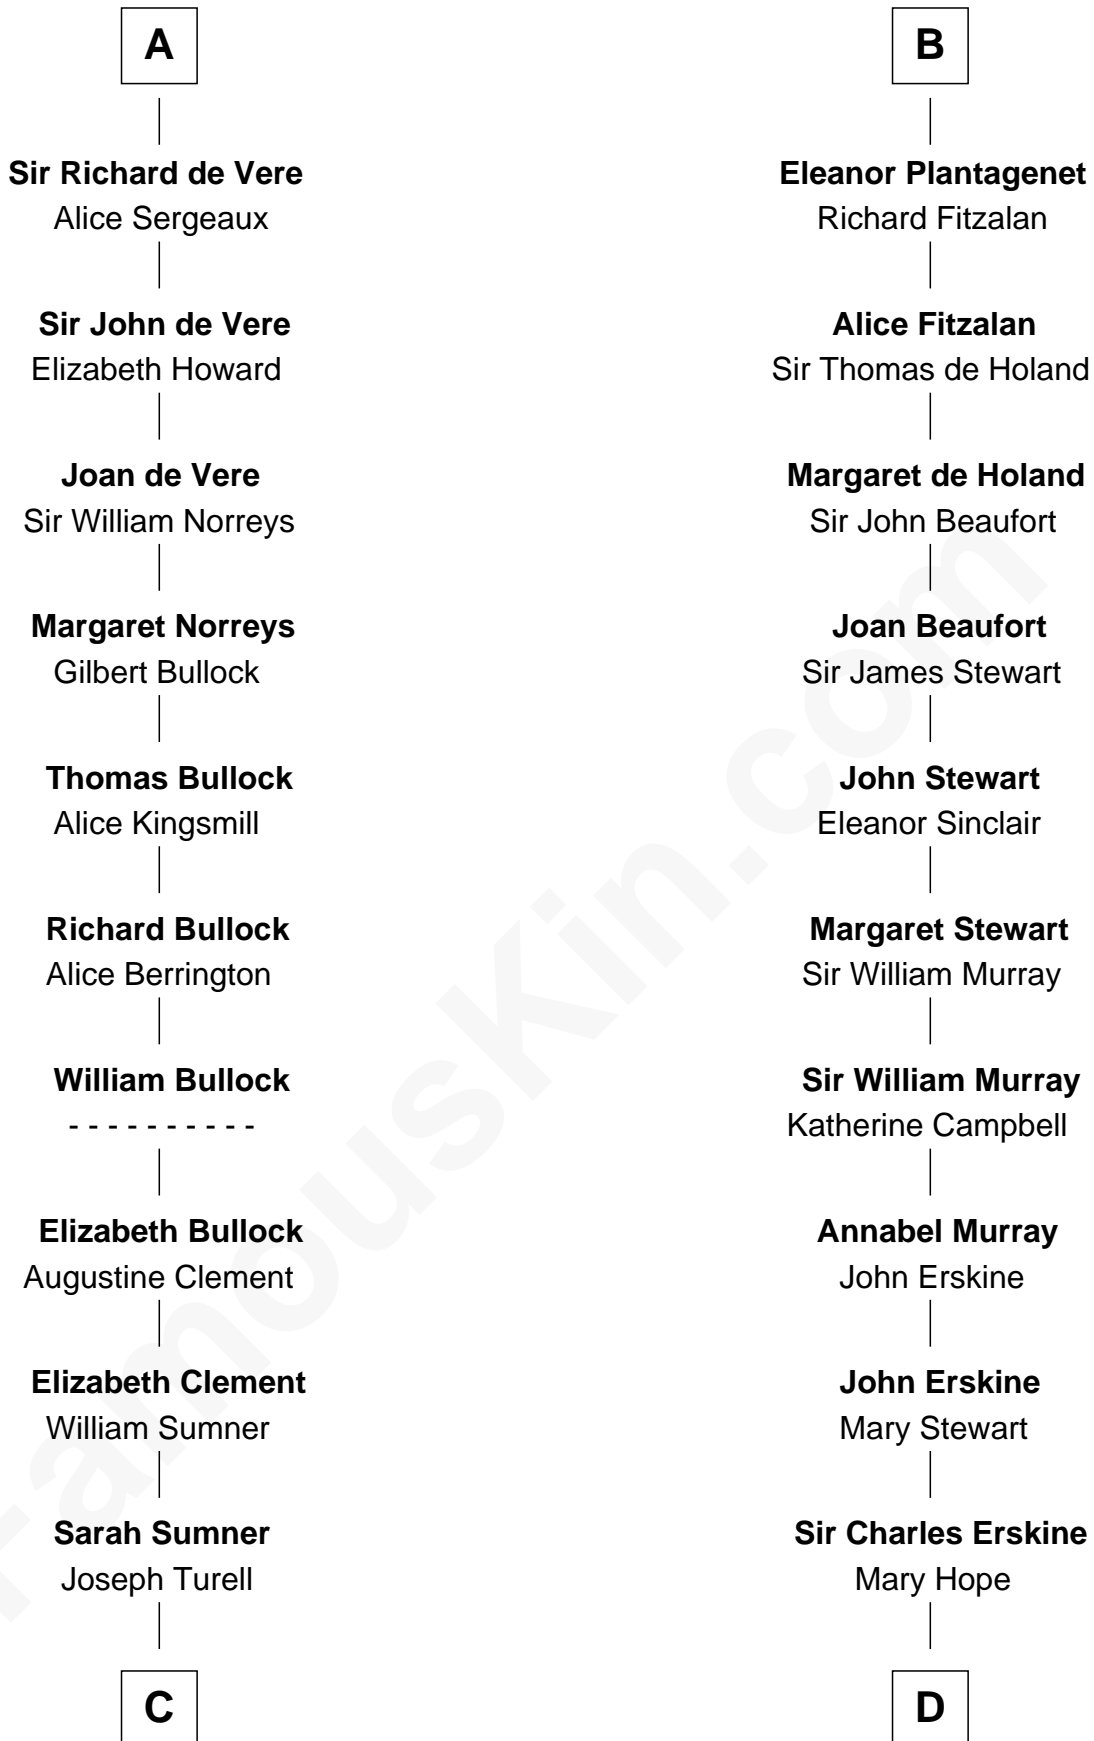 A
Sir Richard de Vere
Alice Sergeaux
Sir John de Vere
Elizabeth Howard
Joan de Vere
Sir William Norreys
Margaret Norreys
Gilbert Bullock
Thomas Bullock
Alice Kingsmill
Richard Bullock
Alice Berrington
William Bullock
- - - - - - - - - -
Elizabeth Bullock
Augustine Clement
Elizabeth Clement
William Sumner
Sarah Sumner
Joseph Turell
C
B
Eleanor Plantagenet
Richard Fitzalan
Alice Fitzalan
Sir Thomas de Holand
Margaret de Holand
Sir John Beaufort
Joan Beaufort
Sir James Stewart
John Stewart
Eleanor Sinclair
Margaret Stewart
Sir William Murray
Sir William Murray
Katherine Campbell
Annabel Murray
John Erskine
John Erskine
Mary Stewart
Sir Charles Erskine
Mary Hope
D
FamousKin.com